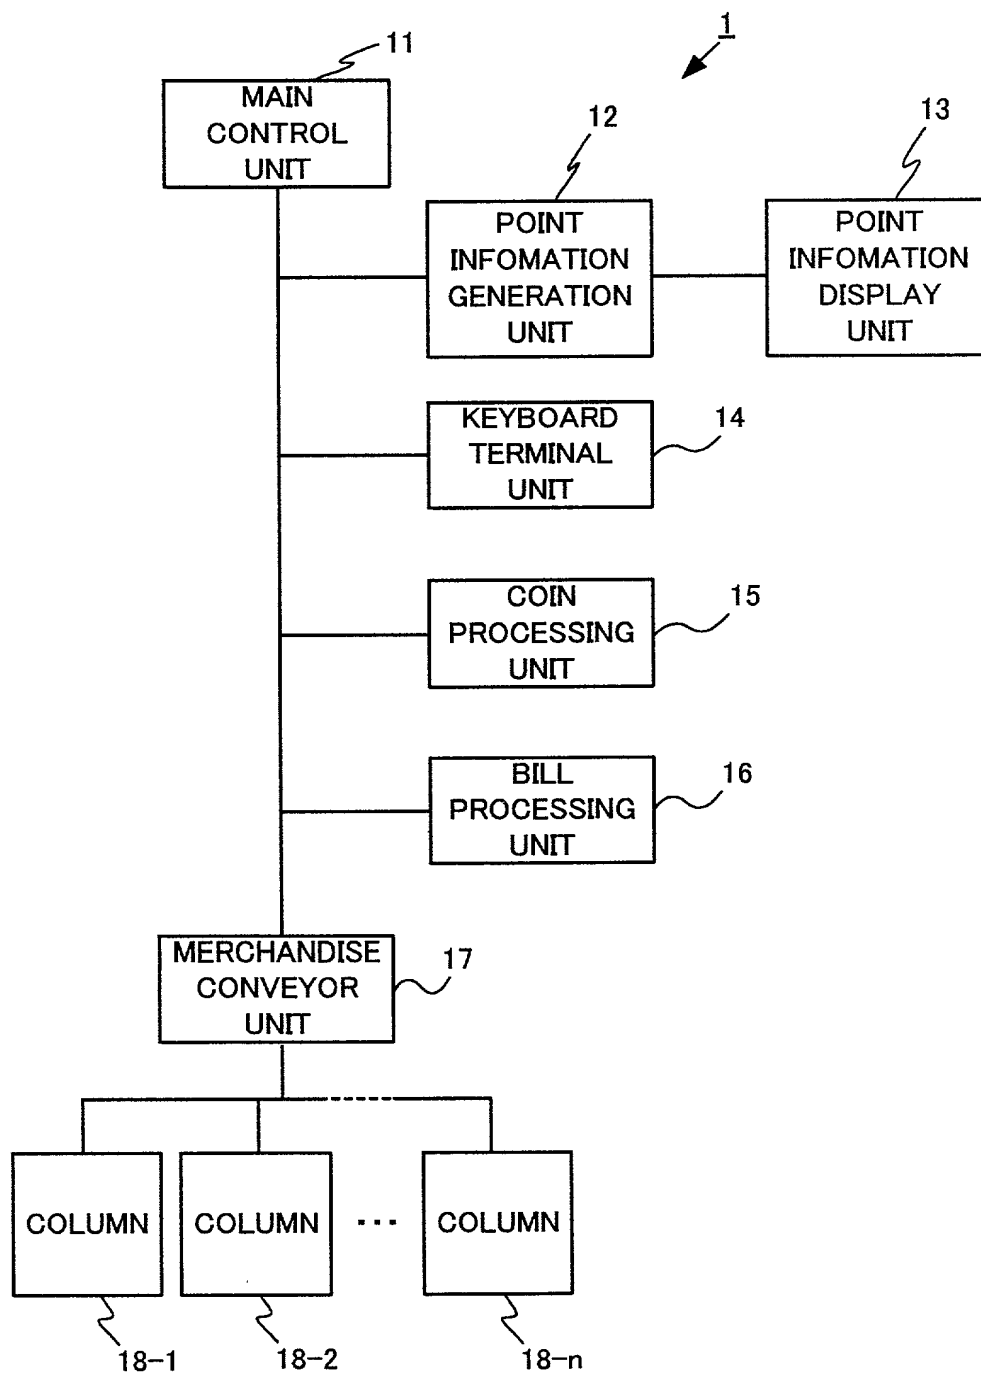 1
11
MAIN
CONTROL
UNIT
12
POINT
INFOMATION
GENERATION
UNIT
13
POINT
INFOMATION
DISPLAY
UNIT
KEYBOARD
TERMINAL
UNIT
14
COIN
PROCESSING
UNIT
15
BILL
PROCESSING
UNIT
16
MERCHANDISE
CONVEYOR
UNIT
17
COLUMN
COLUMN
...
COLUMN
18-1
18-2
18-n